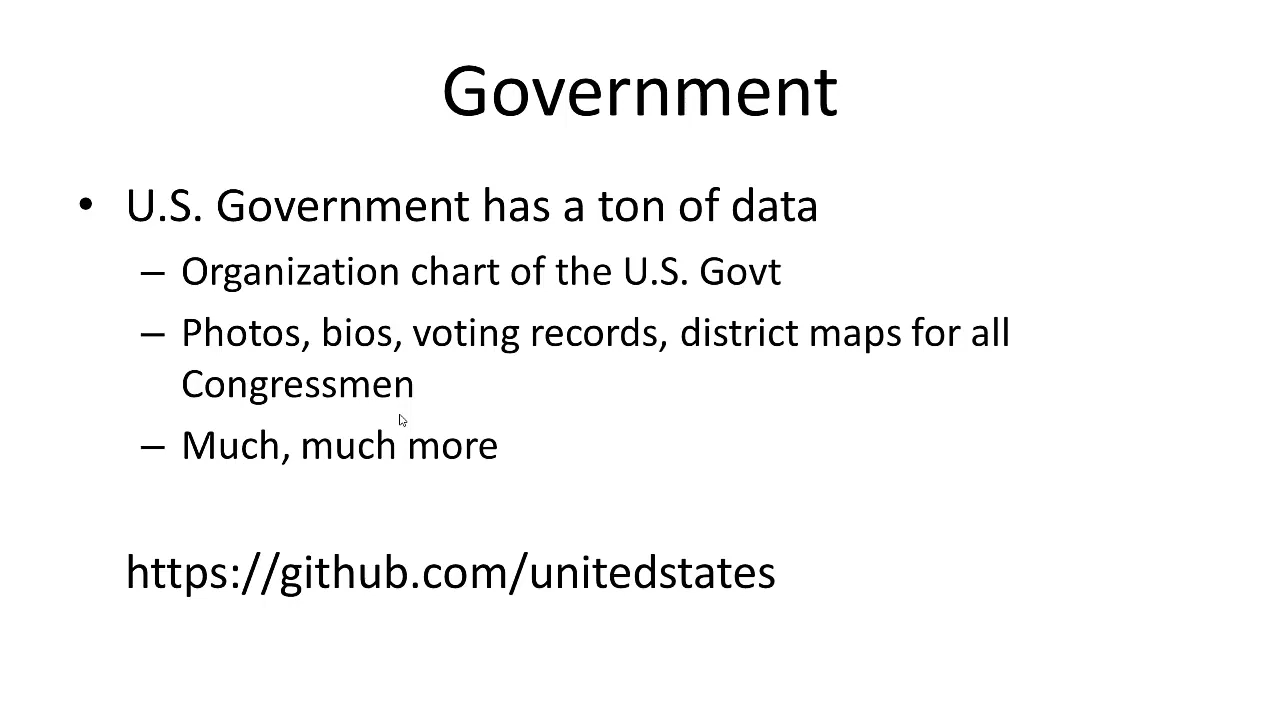 Government
• U.S. Government has a ton of data
– Organization chart of the U.S. Govt
– Photos, bios, voting records, district maps for all
Congressmen
– Much, much more
https://github.com/unitedstates